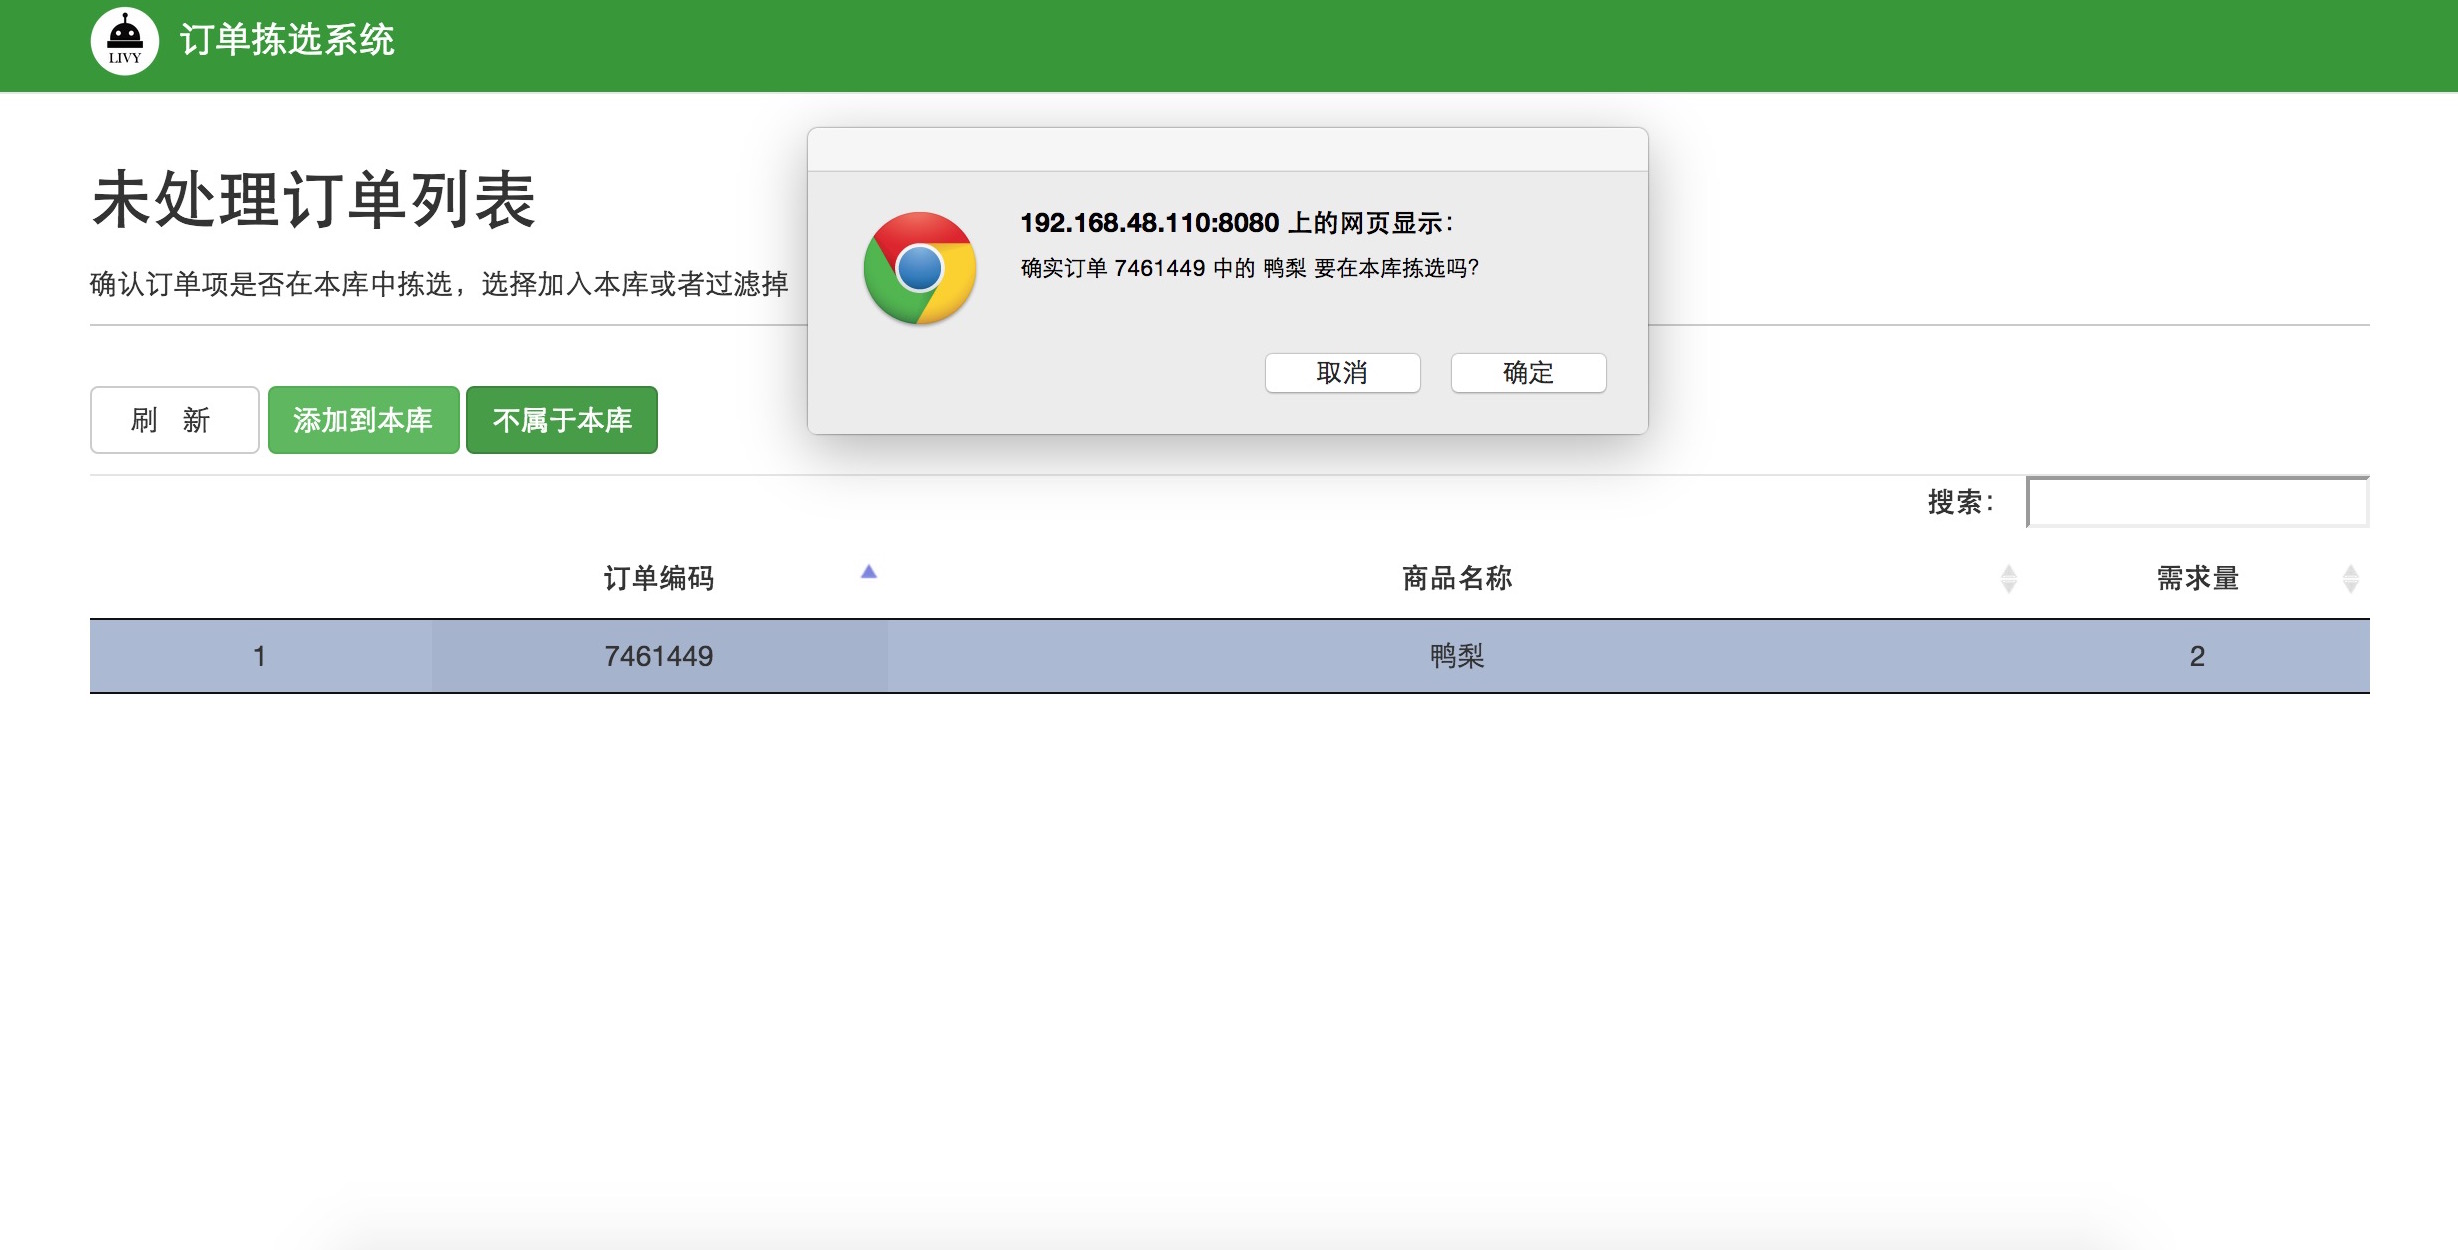 LIVY
订单拣选系统
未处理订单列表
确认订单项是否在本库中拣选，选择加入本库或者过滤掉
192.168.48.110:8080 上的网页显示：
确实订单 7461449 中的 鸭梨 要在本库拣选吗？
取消 确定
刷 新 添加到本库 不属于本库
搜索：
订单编码 商品名称 需求量
1 7461449 鸭梨 2